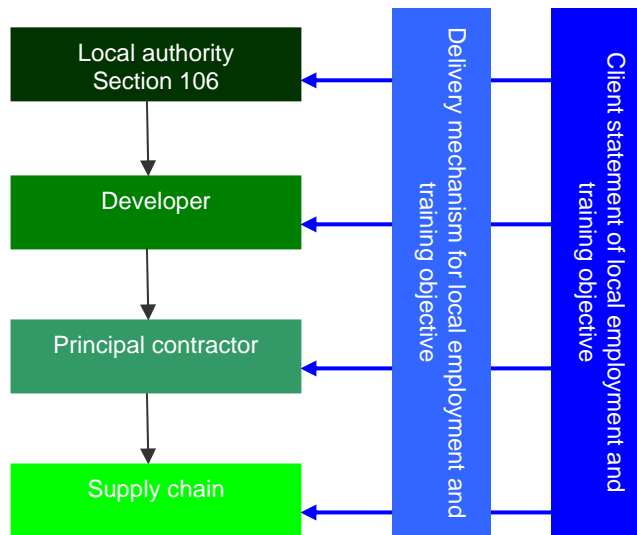 Local authority
Section 106
Developer
Principal contractor
Supply chain
Delivery mechanism for local employment and
training objective
Client statement of local employment and
training objective